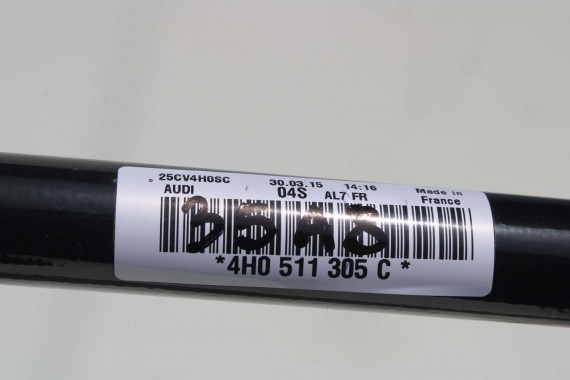 25CV4H0SC 30.03.15 14:16 Made in
AUDI 04S AL7 FR France
*4H0 511 305 C*